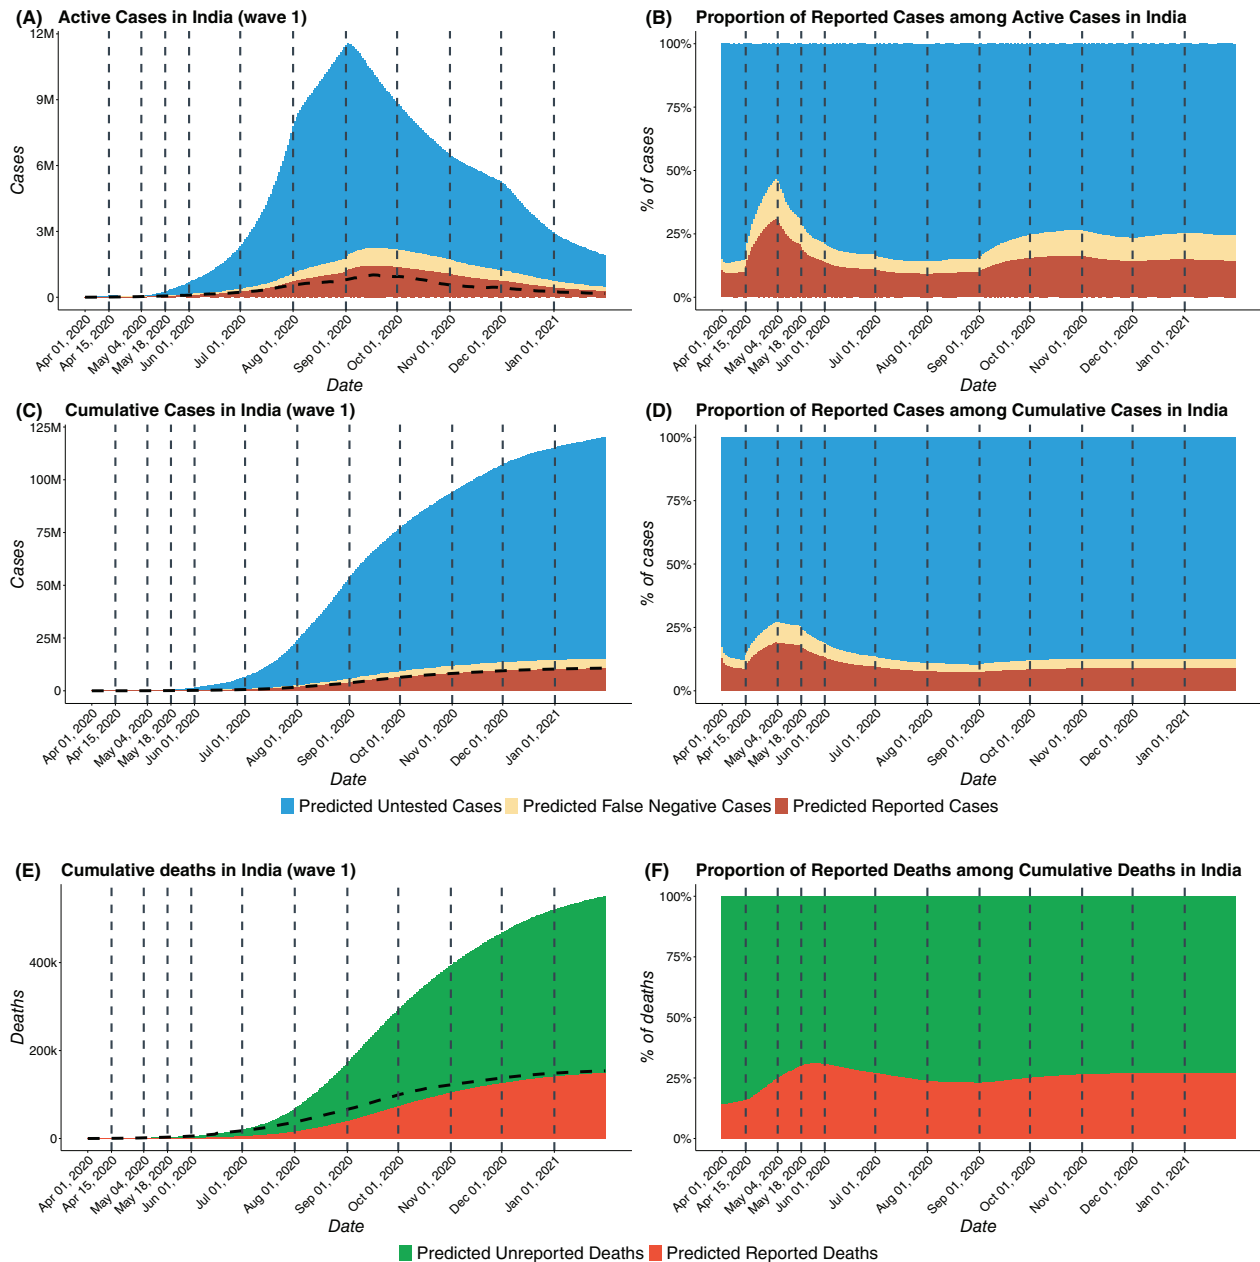 (A) Active Cases in India (wave 1)
12M
9M
6M
3M
0
Cases
Apr 01, 2020
Apr 15, 2020
May 04, 2020
May 18, 2020
Jun 01, 2020
Jul 01, 2020
Aug 01, 2020
Sep 01, 2020
Oct 01, 2020
Nov 01, 2020
Dec 01, 2020
Jan 01, 2021
Date
(B) Proportion of Reported Cases among Active Cases in India
100%
75%
50%
25%
0%
% of cases
Apr 01, 2020
Apr 15, 2020
May 04, 2020
May 18, 2020
Jun 01, 2020
Jul 01, 2020
Aug 01, 2020
Sep 01, 2020
Oct 01, 2020
Nov 01, 2020
Dec 01, 2020
Jan 01, 2021
Date
(C) Cumulative Cases in India (wave 1)
125M
100M
75M
50M
25M
0
Cases
Apr 01, 2020
Apr 15, 2020
May 04, 2020
May 18, 2020
Jun 01, 2020
Jul 01, 2020
Aug 01, 2020
Sep 01, 2020
Oct 01, 2020
Nov 01, 2020
Dec 01, 2020
Jan 01, 2021
Date
(D) Proportion of Reported Cases among Cumulative Cases in India
100%
75%
50%
25%
0%
% of cases
Apr 01, 2020
Apr 15, 2020
May 04, 2020
May 18, 2020
Jun 01, 2020
Jul 01, 2020
Aug 01, 2020
Sep 01, 2020
Oct 01, 2020
Nov 01, 2020
Dec 01, 2020
Jan 01, 2021
Date
Predicted Untested Cases Predicted False Negative Cases Predicted Reported Cases
(E) Cumulative deaths in India (wave 1)
400k
200k
0
Deaths
Apr 01, 2020
Apr 15, 2020
May 04, 2020
May 18, 2020
Jun 01, 2020
Jul 01, 2020
Aug 01, 2020
Sep 01, 2020
Oct 01, 2020
Nov 01, 2020
Dec 01, 2020
Jan 01, 2021
Date
(F) Proportion of Reported Deaths among Cumulative Deaths in India
100%
75%
50%
25%
0%
% of deaths
Apr 01, 2020
Apr 15, 2020
May 04, 2020
May 18, 2020
Jun 01, 2020
Jul 01, 2020
Aug 01, 2020
Sep 01, 2020
Oct 01, 2020
Nov 01, 2020
Dec 01, 2020
Jan 01, 2021
Date
Predicted Unreported Deaths Predicted Reported Deaths